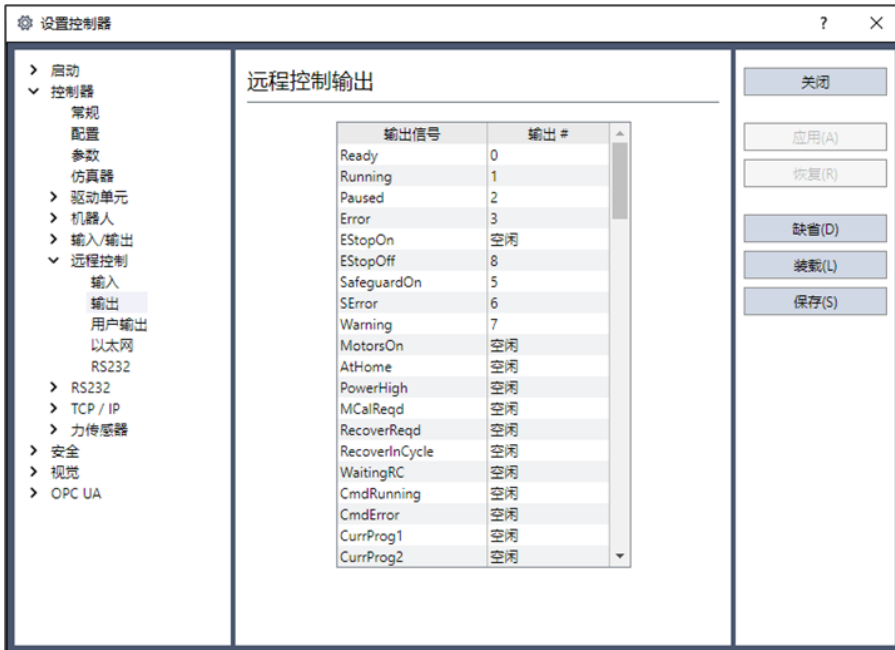 设置控制器
?
启动
控制器
常规
配置
参数
仿真器
驱动单元
机器人
输入/输出
远程控制
输入
输出
用户输出
以太网
RS232
RS232
TCP / IP
力传感器
安全
视觉
OPC UA
远程控制输出
输出信号 输出 #
Ready 0
Running 1
Paused 2
Error 3
EStopOn 空闲
EStopOff 8
SafeguardOn 5
SError 6
Warning 7
MotorsOn 空闲
AtHome 空闲
PowerHigh 空闲
MCalReqd 空闲
RecoverReqd 空闲
RecoverInCycle 空闲
WaitingRC 空闲
CmdRunning 空闲
CmdError 空闲
CurrProg1 空闲
CurrProg2 空闲
关闭
应用(A)
恢复(R)
缺省(D)
装载(L)
保存(S)